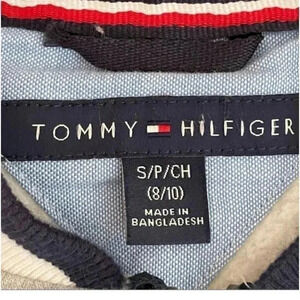 TOMMY HILFIGER
S/P/CH
(8/10)
MADE IN
BANGLADESH